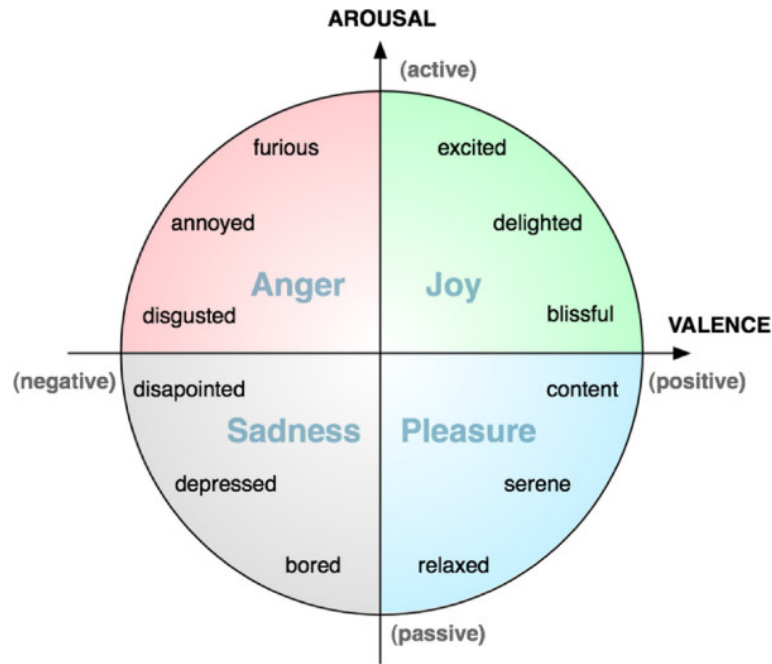 AROUSAL
(active)
furious
excited
annoyed
delighted
Anger
Joy
disgusted
blissful
VALENCE
(negative)
disapointed
content
(positive)
Sadness
Pleasure
depressed
serene
bored
relaxed
(passive)